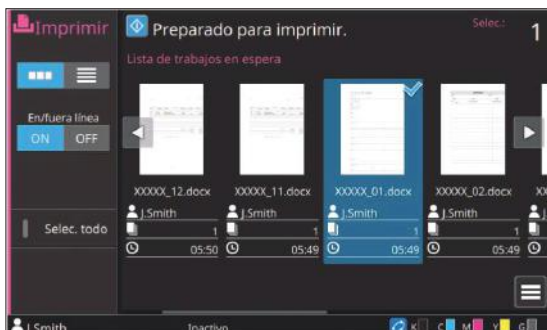 Imprimir
Preparado para imprimir.
Selec.: 1
Lista de trabajos en espera
En/fuera línea
ON OFF
Selec. todo
XXXXX_12.docx XXXXX_11.docx XXXXX_01.docx XXXXX_02.docx XX
J.Smith J.Smith J.Smith J.Smith J
1 1 1 1
05:50 05:49 05:49 05:49
J.Smith Inactivo K C M Y G